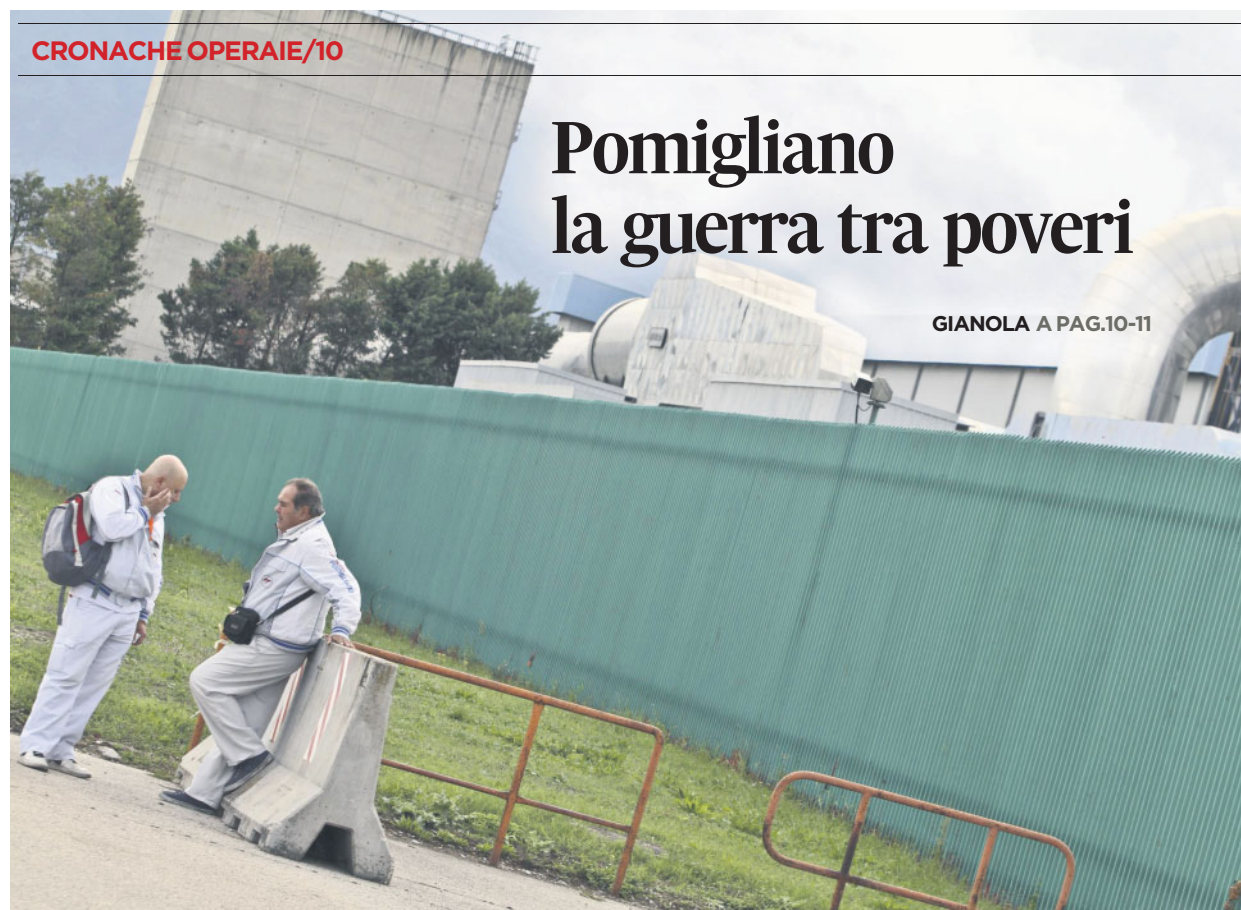 CRONACHE OPERAIE/10
Pomigliano
la guerra tra poveri
GIANOLA A PAG.10-11